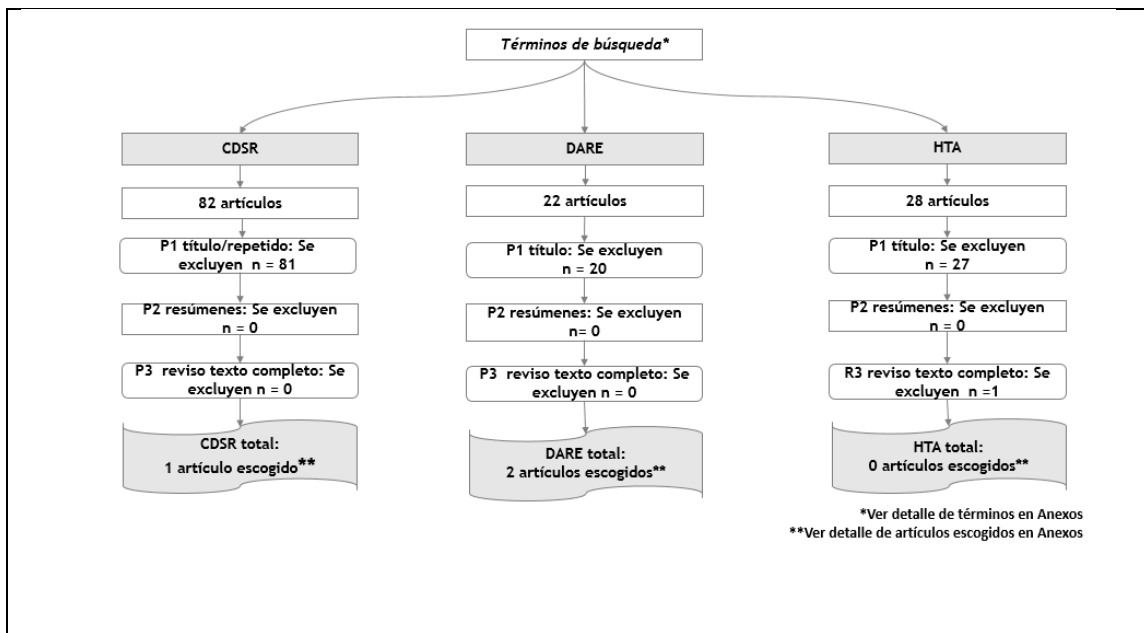 Términos de búsqueda*
CDSR
82 artículos
P1 título/repetido: Se
excluyen n = 81
P2 resúmenes: Se excluyen
n = 0
P3 reviso texto completo: Se
excluyen n = 0
CDSR total:
1 artículo escogido**
DARE
22 artículos
P1 título: Se excluyen
n = 20
P2 resúmenes: Se excluyen
n= 0
P3 reviso texto completo: Se
excluyen n = 0
DARE total:
2 artículos escogidos**
HTA
28 artículos
P1 título: Se excluyen
n = 27
P2 resúmenes: Se excluyen
n = 0
R3 reviso texto completo: Se
excluyen n =1
HTA total:
0 artículos escogidos**
*Ver detalle de términos en Anexos
**Ver detalle de artículos escogidos en Anexos